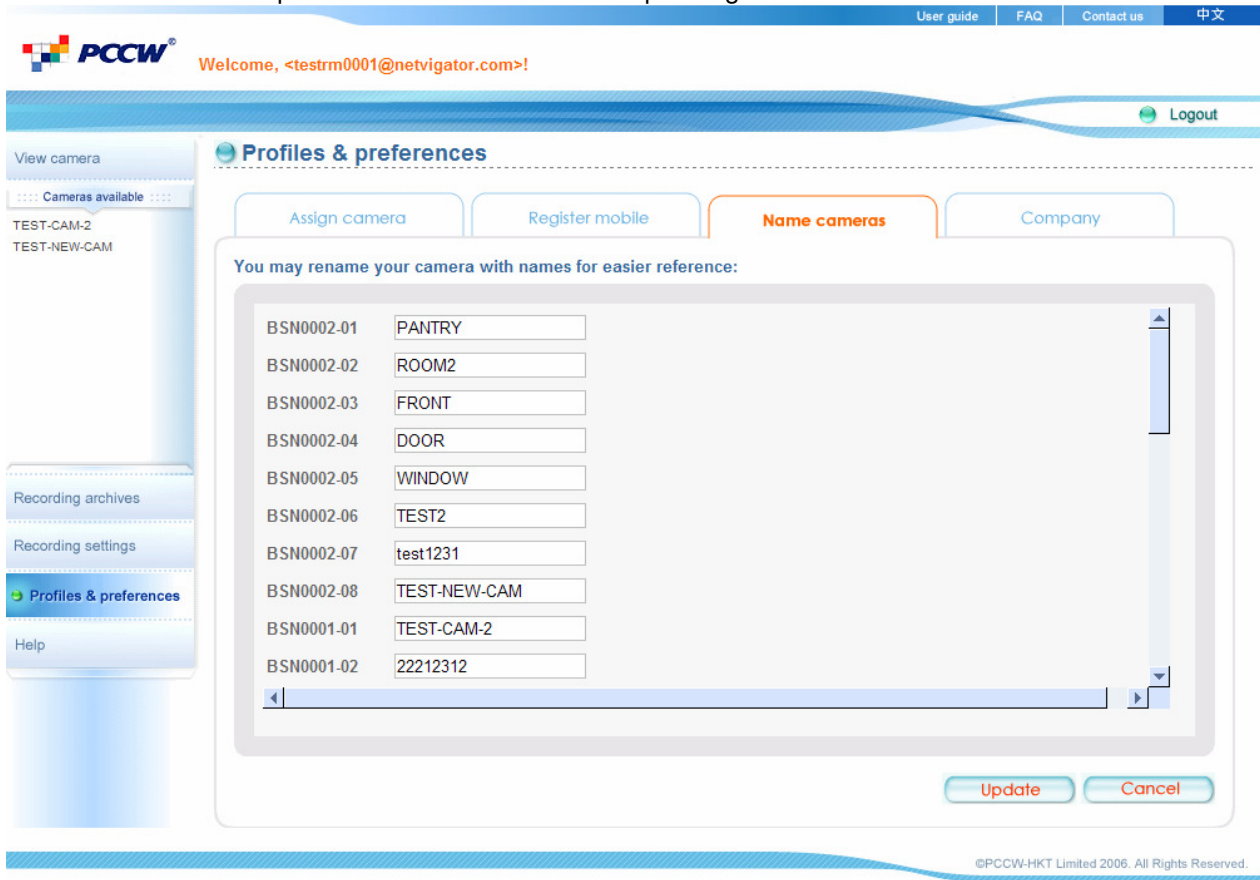 User guide FAQ Contact us 中文
PCCW®
Welcome, <testrm0001@netvigator.com>!
Logout
View camera
:::: Cameras available ::::
TEST-CAM-2
TEST-NEW-CAM
Recording archives
Recording settings
Profiles & preferences
Help
Profiles & preferences
Assign camera Register mobile Name cameras Company
You may rename your camera with names for easier reference:
BSN0002-01 PANTRY
BSN0002-02 ROOM2
BSN0002-03 FRONT
BSN0002-04 DOOR
BSN0002-05 WINDOW
BSN0002-06 TEST2
BSN0002-07 test1231
BSN0002-08 TEST-NEW-CAM
BSN0001-01 TEST-CAM-2
BSN0001-02 22212312
Update Cancel
©PCCW-HKT Limited 2006. All Rights Reserved.